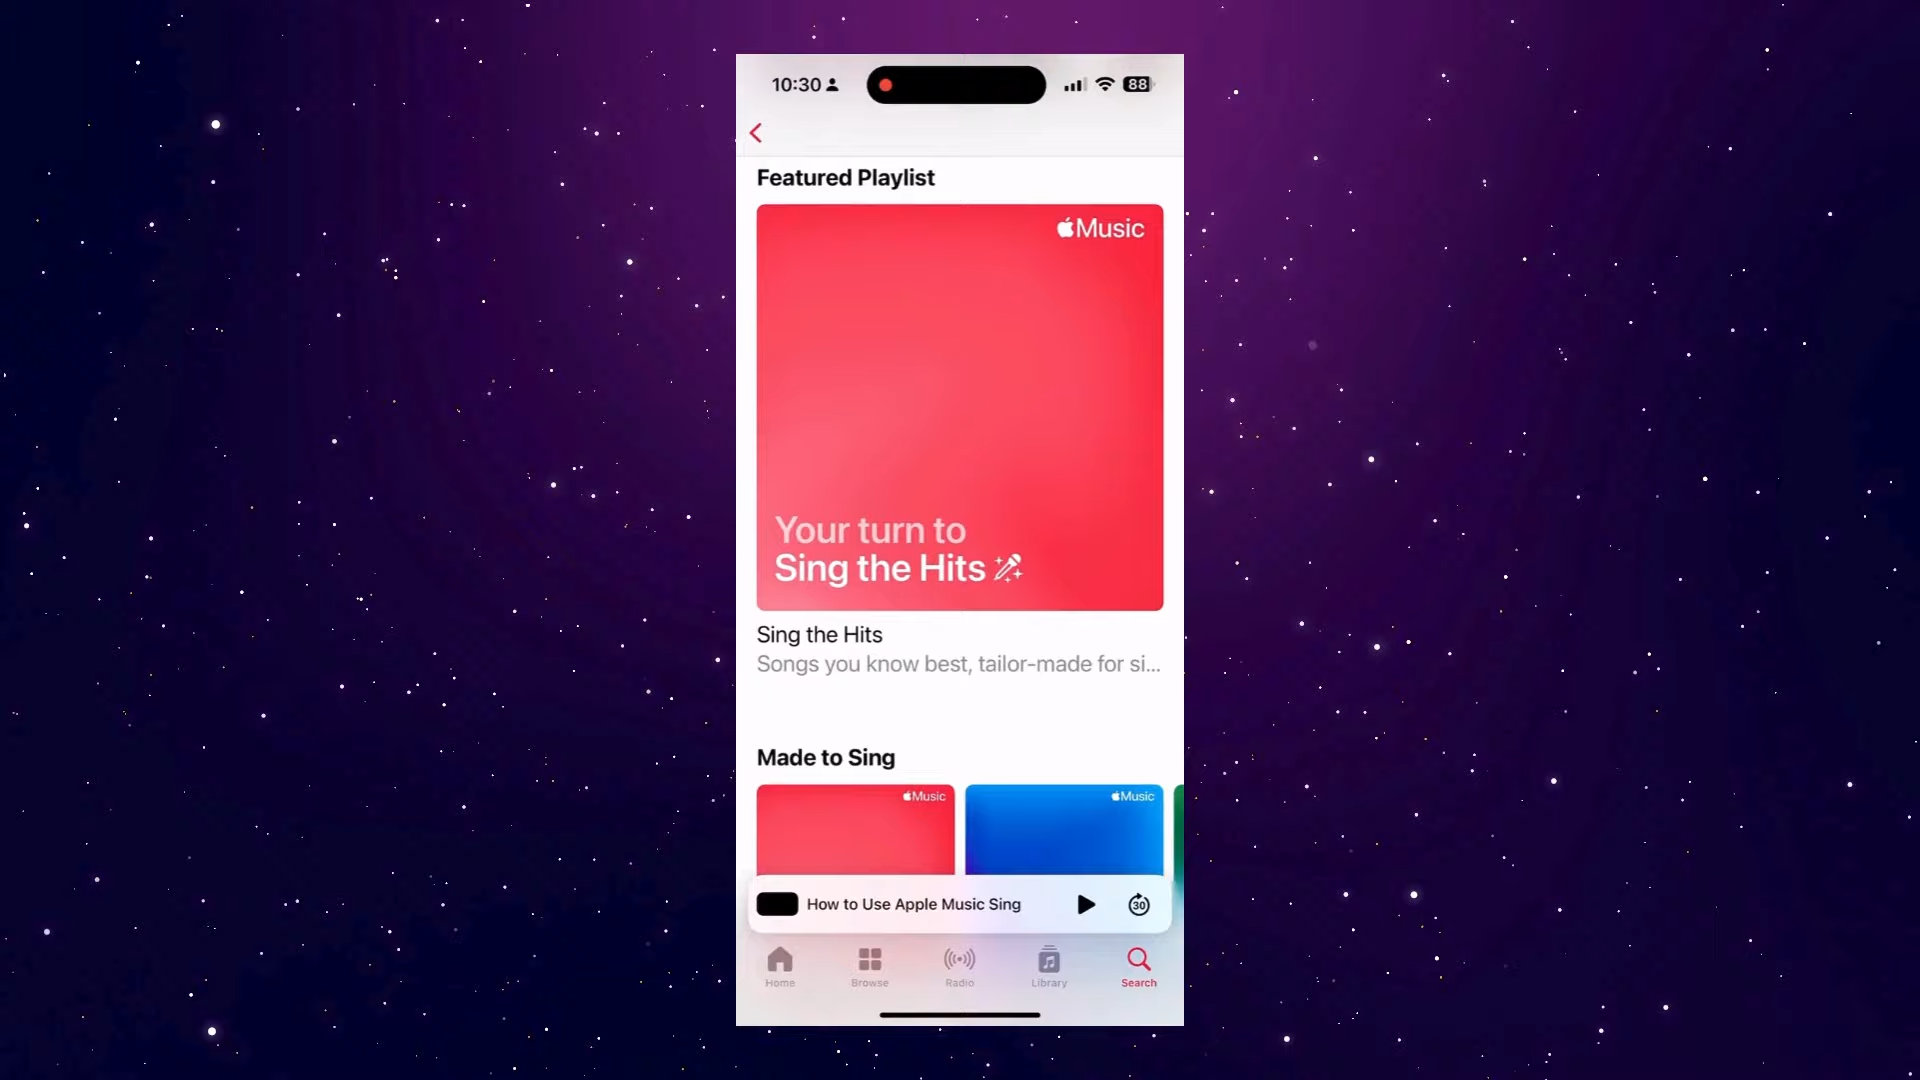 10:30
88
Featured Playlist
Music
Your turn to
Sing the Hits
Sing the Hits
Songs you know best, tailor-made for si...
Made to Sing
Music
Music
How to Use Apple Music Sing
30
Home Browse Radio Library Search